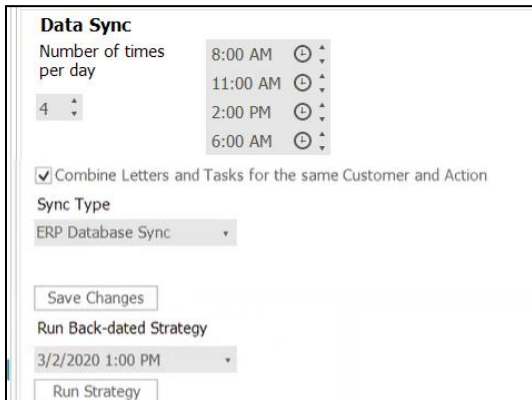 Data Sync
Number of times
per day
4
8:00 AM
11:00 AM
2:00 PM
6:00 AM
Combine Letters and Tasks for the same Customer and Action
Sync Type
ERP Database Sync
Save Changes
Run Back-dated Strategy
3/2/2020 1:00 PM
Run Strategy